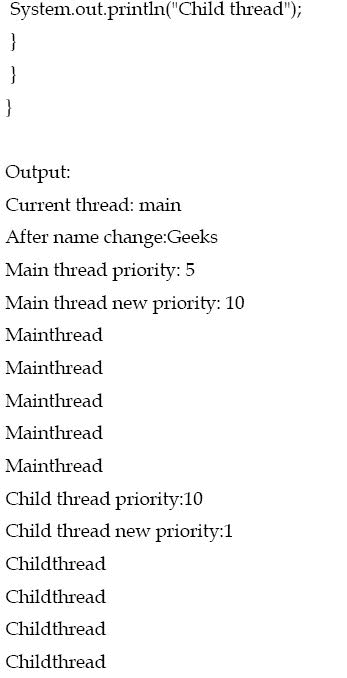 System.out.println("Child thread");
}
}
}
Output:
Current thread: main
After name change:Geeks
Main thread priority: 5
Main thread new priority: 10
Mainthread
Mainthread
Mainthread
Mainthread
Mainthread
Child thread priority:10
Child thread new priority:1
Childthread
Childthread
Childthread
Childthread